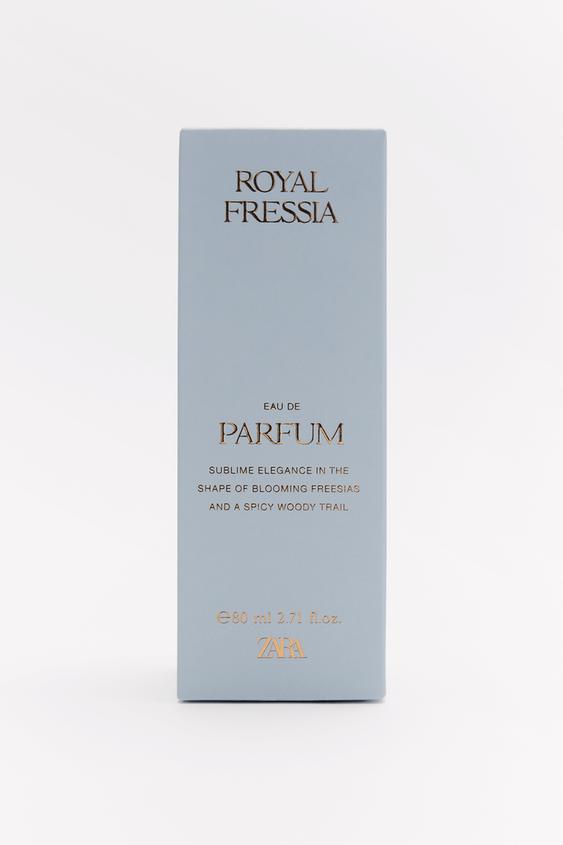 ROYAL
FRESSIA
EAU DE
PARFUM
SUBLIME ELEGANCE IN THE
SHAPE OF BLOOMING FREESIAS
AND A SPICY WOODY TRAIL
℮80 ml 2.71 fl.oz.
ZARA